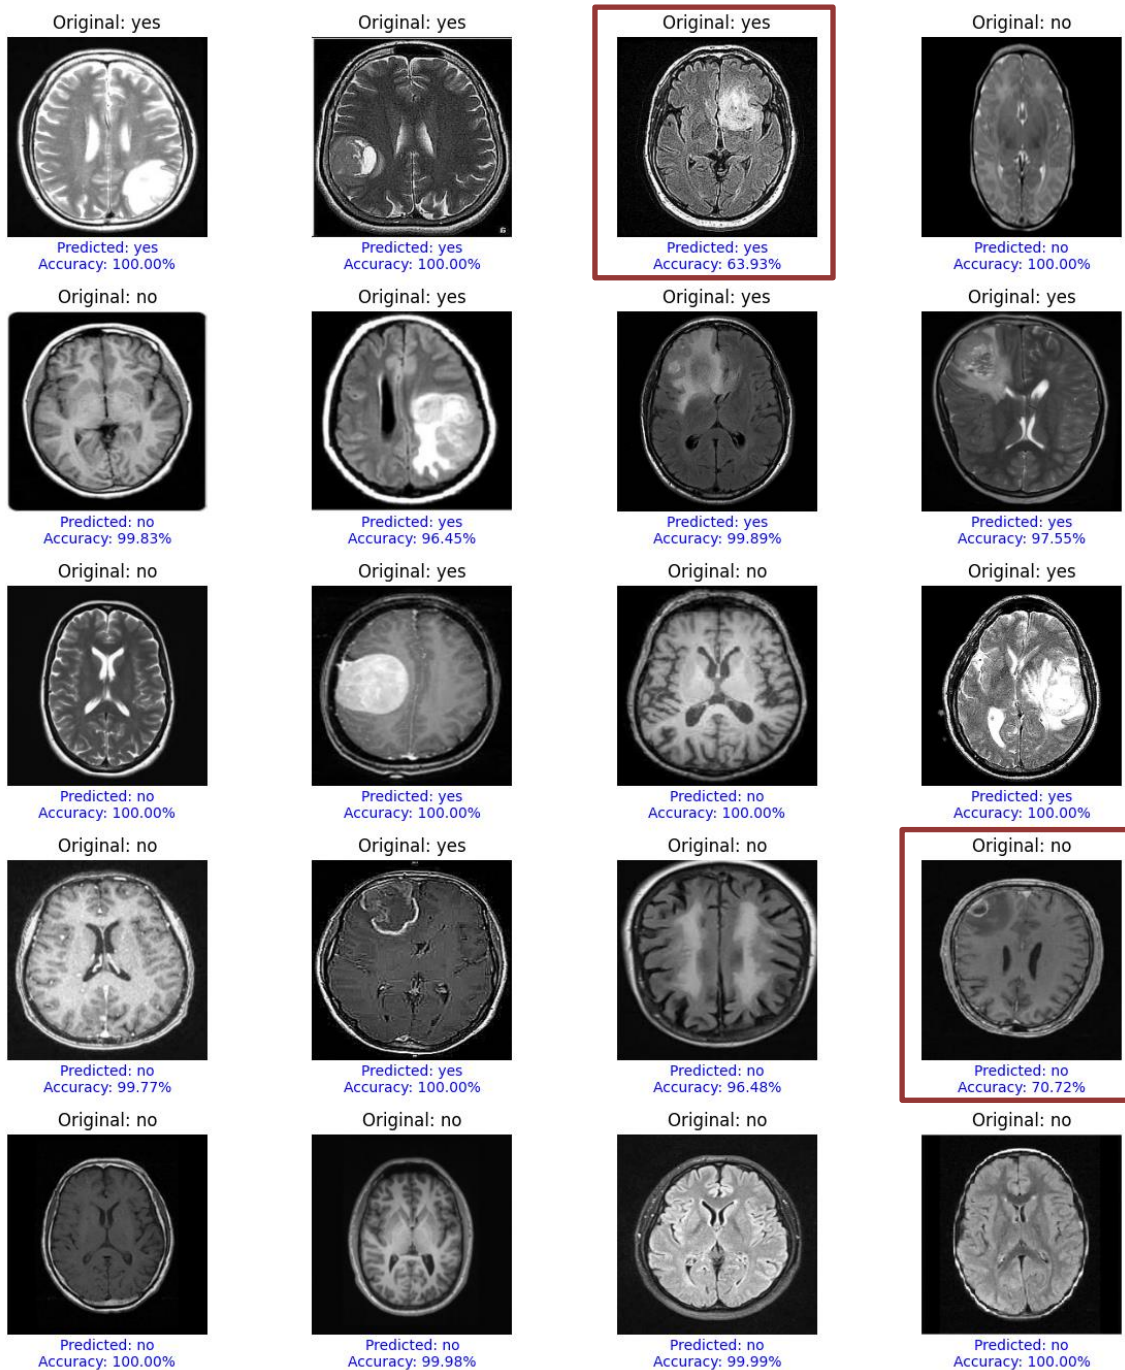 Original: yes
Original: yes
Original: yes
Original: no
Predicted: yes
Accuracy: 100.00%
Predicted: yes
Accuracy: 100.00%
Predicted: yes
Accuracy: 63.93%
Predicted: no
Accuracy: 100.00%
Original: no
Original: yes
Original: yes
Original: yes
Predicted: no
Accuracy: 99.83%
Predicted: yes
Accuracy: 96.45%
Predicted: yes
Accuracy: 99.89%
Predicted: yes
Accuracy: 97.55%
Original: no
Original: yes
Original: no
Original: yes
Predicted: no
Accuracy: 100.00%
Predicted: yes
Accuracy: 100.00%
Predicted: no
Accuracy: 100.00%
Predicted: yes
Accuracy: 100.00%
Original: no
Original: yes
Original: no
Original: no
Predicted: no
Accuracy: 99.77%
Predicted: yes
Accuracy: 100.00%
Predicted: no
Accuracy: 96.48%
Predicted: no
Accuracy: 70.72%
Original: no
Original: no
Original: no
Original: no
Predicted: no
Accuracy: 100.00%
Predicted: no
Accuracy: 99.98%
Predicted: no
Accuracy: 99.99%
Predicted: no
Accuracy: 100.00%